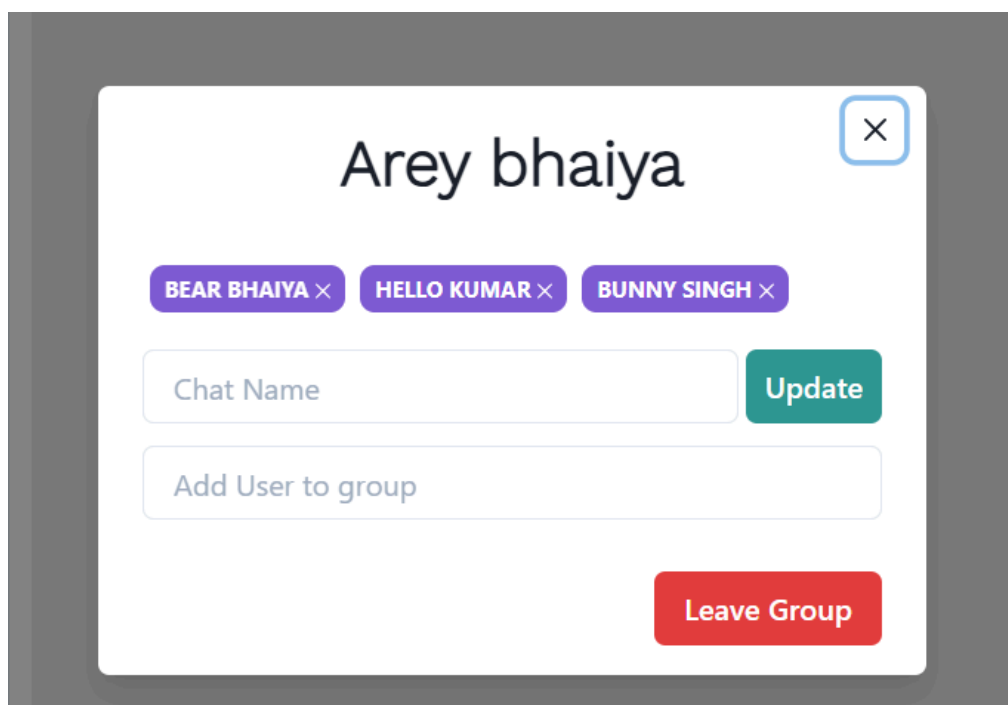 Arey bhaiya
BEAR BHAIYA × HELLO KUMAR × BUNNY SINGH ×
Chat Name Update
Add User to group
Leave Group